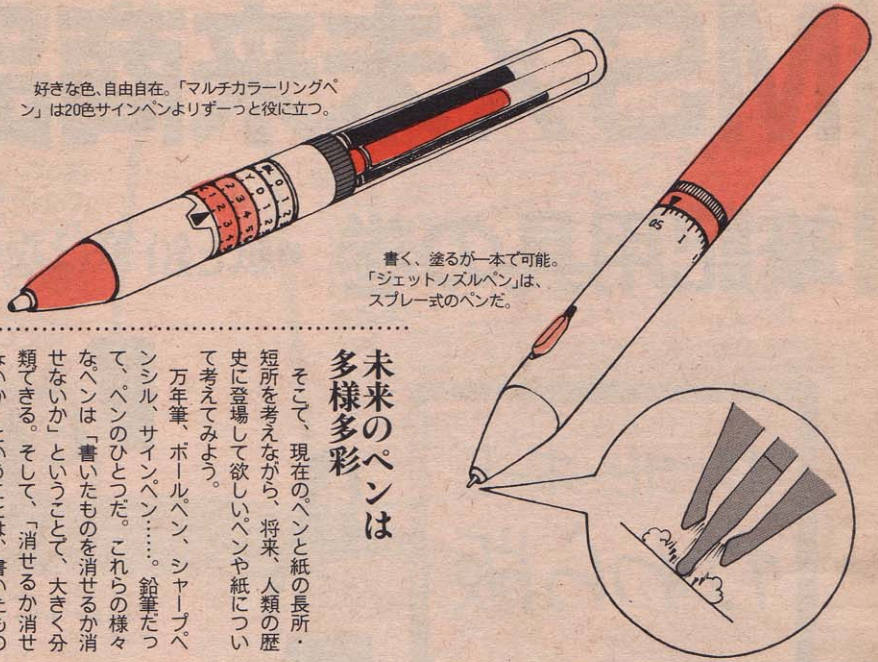 好きな色、自由自在。「マルチカラーリングペ
ン」は20色サインペンよりずーっと役に立つ。
書く、塗るが一本で可能。
「ジェットノズルペン」は、
スプレー式のペンだ。
05 1
未来のペンは
多様多彩
そこで、現在のペンと紙の長所・
短所を考えながら、将来、人類の歴
史に登場して欲しいペンや紙につい
て考えてみよう。
万年筆、ボールペン、シャープペ
ンシル、サインペン……。鉛筆だっ
て、ペンのひとつだ。これらの様々
なペンは「書いたものを消せるか消
せないか」ということで、大きく分
類できる。そして、「消せるか消せ